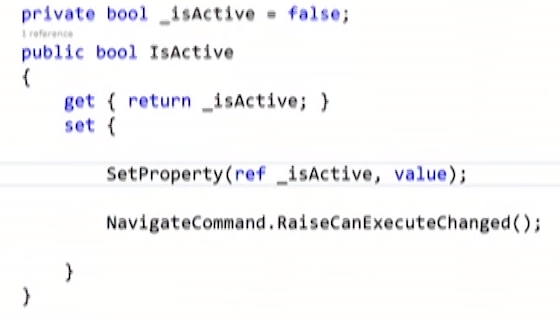 private bool _isActive = false;
1 reference
public bool IsActive
{
get { return _isActive; }
set {
SetProperty(ref _isActive, value);
NavigateCommand.RaiseCanExecuteChanged();
}
}